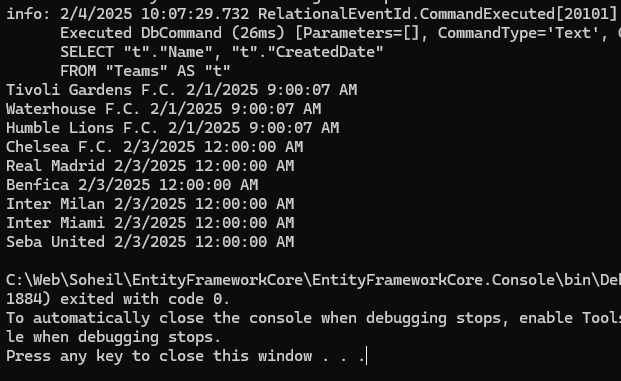 info: 2/4/2025 10:07:29.732 RelationalEventId.CommandExecuted[20101]
Executed DbCommand (26ms) [Parameters=[], CommandType='Text',
SELECT "t"."Name", "t"."CreatedDate"
FROM "Teams" AS "t"
Tivoli Gardens F.C. 2/1/2025 9:00:07 AM
Waterhouse F.C. 2/1/2025 9:00:07 AM
Humble Lions F.C. 2/1/2025 9:00:07 AM
Chelsea F.C. 2/3/2025 12:00:00 AM
Real Madrid 2/3/2025 12:00:00 AM
Benfica 2/3/2025 12:00:00 AM
Inter Milan 2/3/2025 12:00:00 AM
Inter Miami 2/3/2025 12:00:00 AM
Seba United 2/3/2025 12:00:00 AM
C:\Web\Soheil\EntityFrameworkCore\EntityFrameworkCore.Console\bin\De
1884) exited with code 0.
To automatically close the console when debugging stops, enable Tools
le when debugging stops.
Press any key to close this window . . .